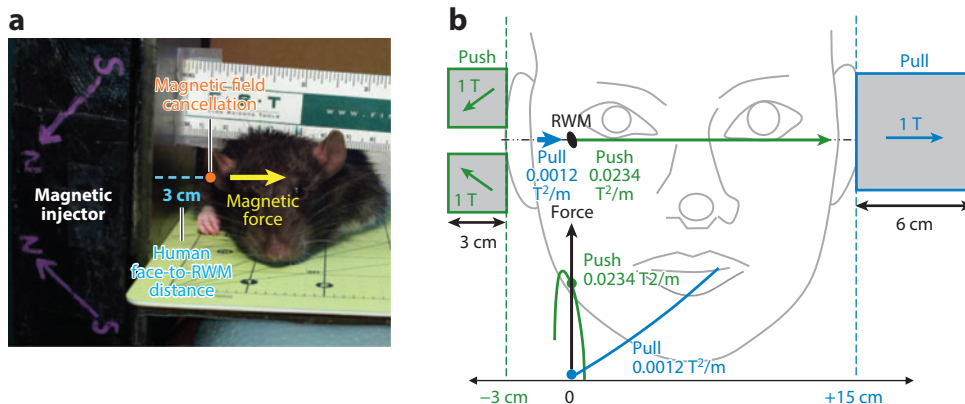 a
S
N
N
S
Magnetic field
cancellation
3 cm
Magnetic
force
Magnetic
injector
Human
face-to-RWM
distance
b
Push
1 T
1 T
3 cm
RWM
Pull
0.0012
T²/m
Push
0.0234
T²/m
Pull
1 T
6 cm
Force
Push
0.0234 T2/m
Pull
0.0012 T²/m
−3 cm
0
+15 cm